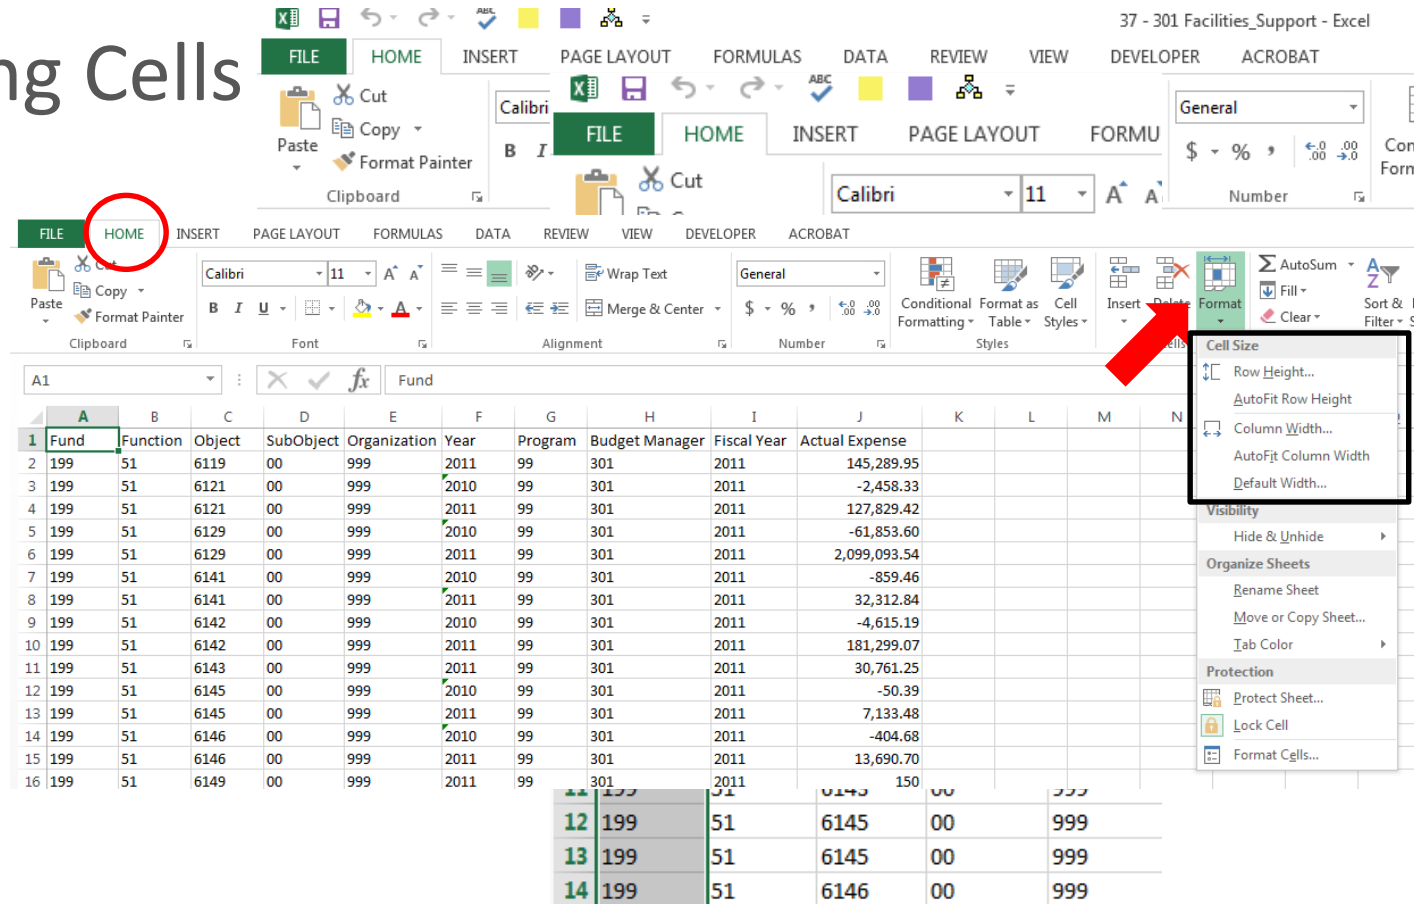 ng Cells
37 - 301 Facilities_Support - Excel
FILE HOME INSERT PAGE LAYOUT FORMULAS DATA REVIEW VIEW DEVELOPER ACROBAT
Cut
Copy
Format Painter
Paste
Clipboard
Calibri
B I
ABC
ABC
FILE HOME INSERT PAGE LAYOUT FORMU
Cut
Calibri 11 A A
General
$ % , .0 .00 .00 .0
Number
FILE HOME INSERT PAGE LAYOUT FORMULAS DATA REVIEW VIEW DEVELOPER ACROBAT
Paste Cut
Copy
Format Painter
Clipboard
Calibri 11 A A
B I U A
Font
Wrap Text
Merge & Center
Alignment
General
$ % , .0 .00 .00 .0
Number
Conditional Formatting
Format as Table
Cell Styles
Styles
Insert Delete Format
AutoSum
Fill
Clear
Sort & Filter
Cell Size
Row Height...
AutoFit Row Height
Column Width...
AutoFit Column Width
Default Width...
Visibility
Hide & Unhide
Organize Sheets
Rename Sheet
Move or Copy Sheet...
Tab Color
Protection
Protect Sheet...
Lock Cell
Format Cells...
A1 fx Fund
A B C D E F G H I J K L M N
1 Fund Function Object SubObject Organization Year Program Budget Manager Fiscal Year Actual Expense
2 199 51 6119 00 999 2011 99 301 2011 145,289.95
3 199 51 6121 00 999 2010 99 301 2011 -2,458.33
4 199 51 6121 00 999 2011 99 301 2011 127,829.42
5 199 51 6129 00 999 2010 99 301 2011 -61,853.60
6 199 51 6129 00 999 2011 99 301 2011 2,099,093.54
7 199 51 6141 00 999 2010 99 301 2011 -859.46
8 199 51 6141 00 999 2011 99 301 2011 32,312.84
9 199 51 6142 00 999 2010 99 301 2011 -4,615.19
10 199 51 6142 00 999 2011 99 301 2011 181,299.07
11 199 51 6143 00 999 2011 99 301 2011 30,761.25
12 199 51 6145 00 999 2010 99 301 2011 -50.39
13 199 51 6145 00 999 2011 99 301 2011 7,133.48
14 199 51 6146 00 999 2010 99 301 2011 -404.68
15 199 51 6146 00 999 2011 99 301 2011 13,690.70
16 199 51 6149 00 999 2011 99 301 2011 150
12 199 51 6145 00 999
13 199 51 6145 00 999
14 199 51 6146 00 999